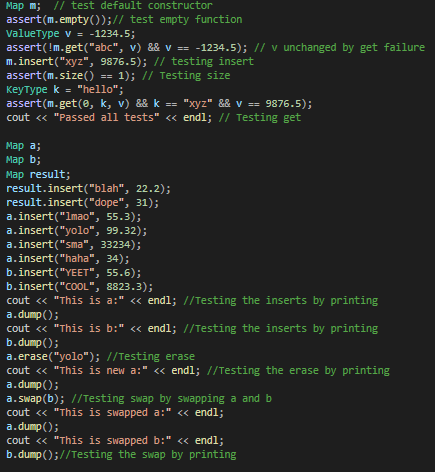 Map m;  // test default constructor
assert(m.empty());// test empty function
ValueType v = -1234.5;
assert(!m.get("abc", v) && v == -1234.5); // v unchanged by get failure
m.insert("xyz", 9876.5); // testing insert
assert(m.size() == 1); // Testing size
KeyType k = "hello";
assert(m.get(0, k, v) && k == "xyz" && v == 9876.5);
cout << "Passed all tests" << endl; // Testing get

Map a;
Map b;
Map result;
result.insert("blah", 22.2);
result.insert("dope", 31);
a.insert("lmao", 55.3);
a.insert("yolo", 99.32);
a.insert("sma", 33234);
a.insert("haha", 34);
b.insert("YEET", 55.6);
b.insert("COOL", 8823.3);
cout << "This is a:" << endl; //Testing the inserts by printing
a.dump();
cout << "This is b:" << endl; //Testing the inserts by printing
b.dump();
a.erase("yolo"); //Testing erase
cout << "This is new a:" << endl; //Testing the erase by printing
a.dump();
a.swap(b); //Testing swap by swapping a and b
cout << "This is swapped a:" << endl;
a.dump();
cout << "This is swapped b:" << endl;
b.dump();//Testing the swap by printing